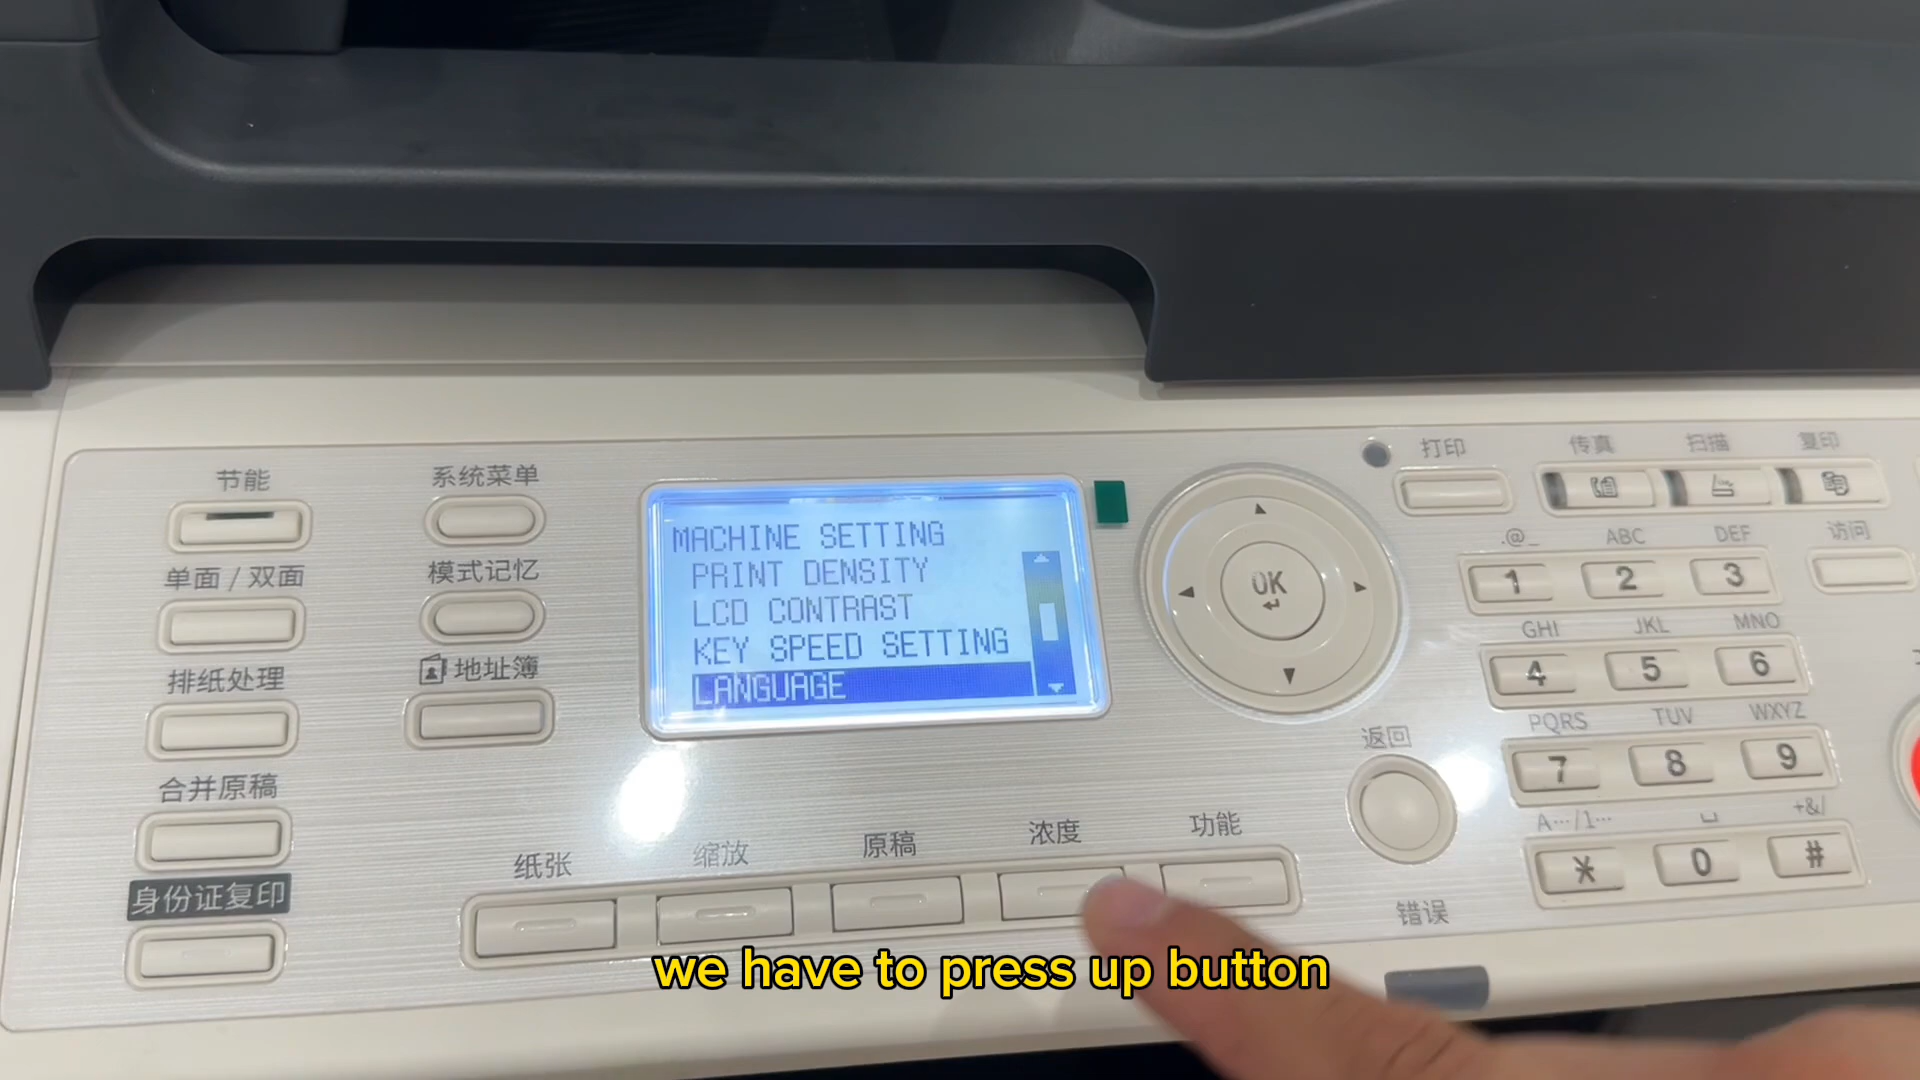 节能
系统菜单
单面 / 双面
模式记忆
排纸处理
地址簿
合并原稿
身份证复印
MACHINE SETTING
PRINT DENSITY
LCD CONTRAST
KEY SPEED SETTING
LANGUAGE
OK
打印
传真
扫描
复印
访问
.@_
ABC
DEF
1
2
3
GHI
JKL
MNO
4
5
6
PQRS
TUV
WXYZ
7
8
9
A…/1…
+&/
*
0
#
返回
错误
纸张
缩放
原稿
浓度
功能
we have to press up button